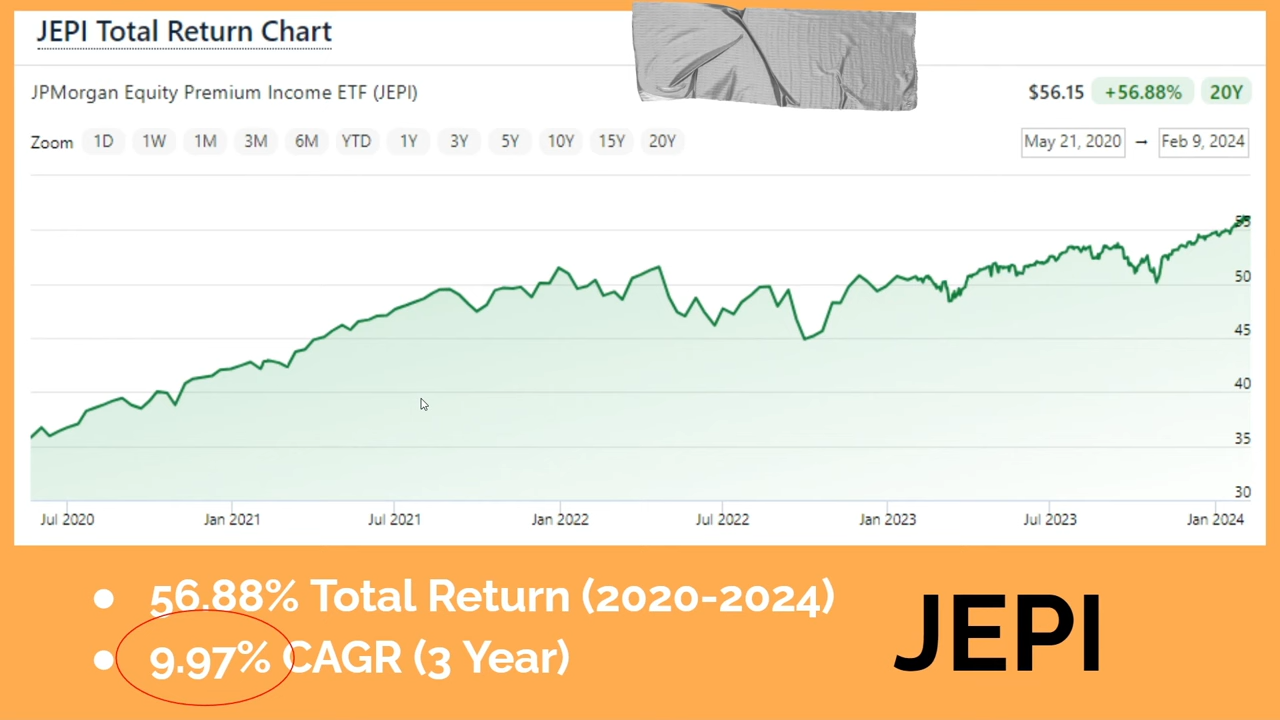 JEPI Total Return Chart
JPMorgan Equity Premium Income ETF (JEPI)
$56.15 +56.88% 20Y
Zoom 1D 1W 1M 3M 6M YTD 1Y 3Y 5Y 10Y 15Y 20Y
May 21, 2020 → Feb 9, 2024
55
50
45
40
35
30
Jul 2020 Jan 2021 Jul 2021 Jan 2022 Jul 2022 Jan 2023 Jul 2023 Jan 2024
● 56.88% Total Return (2020-2024)
● 9.97% CAGR (3 Year)
JEPI